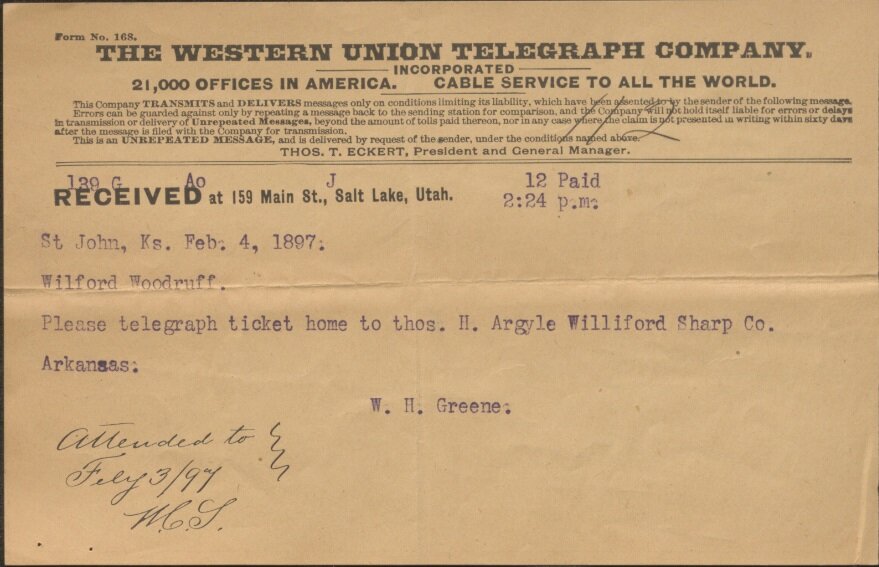 Form No. 168.
THE WESTERN UNION TELEGRAPH COMPANY.
INCORPORATED
21,000 OFFICES IN AMERICA. CABLE SERVICE TO ALL THE WORLD.
This Company TRANSMITS and DELIVERS messages only on conditions limiting its liability, which have been assented to by the sender of the following message.
Errors can be guarded against only by repeating a message back to the sending station for comparison, and the Company will not hold itself liable for errors or delays
in transmission or delivery of Unrepeated Messages, beyond the amount of tolls paid thereon, nor in any case where the claim is not presented in writing within sixty days
after the message is filed with the Company for transmission.
This is an UNREPEATED MESSAGE, and is delivered by request of the sender, under the conditions named above.
THOS. T. ECKERT, President and General Manager.
139 G Ao J 12 Paid
RECEIVED at 159 Main St., Salt Lake, Utah. 2:24 p.m.
St John, Ks. Feb. 4, 1897.
Wilford Woodruff.
Please telegraph ticket home to thos. H. Argyle Williford Sharp Co.
Arkansas.
W. H. Greene.
Attended to
Feby 3/97